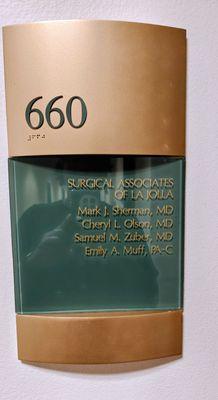 660
SURGICAL ASSOCIATES
OF LA JOLLA
Mark J. Sherman, MD
Cheryl L. Olson, MD
Samuel M. Zuber, MD
Emily A. Muff, PA-C